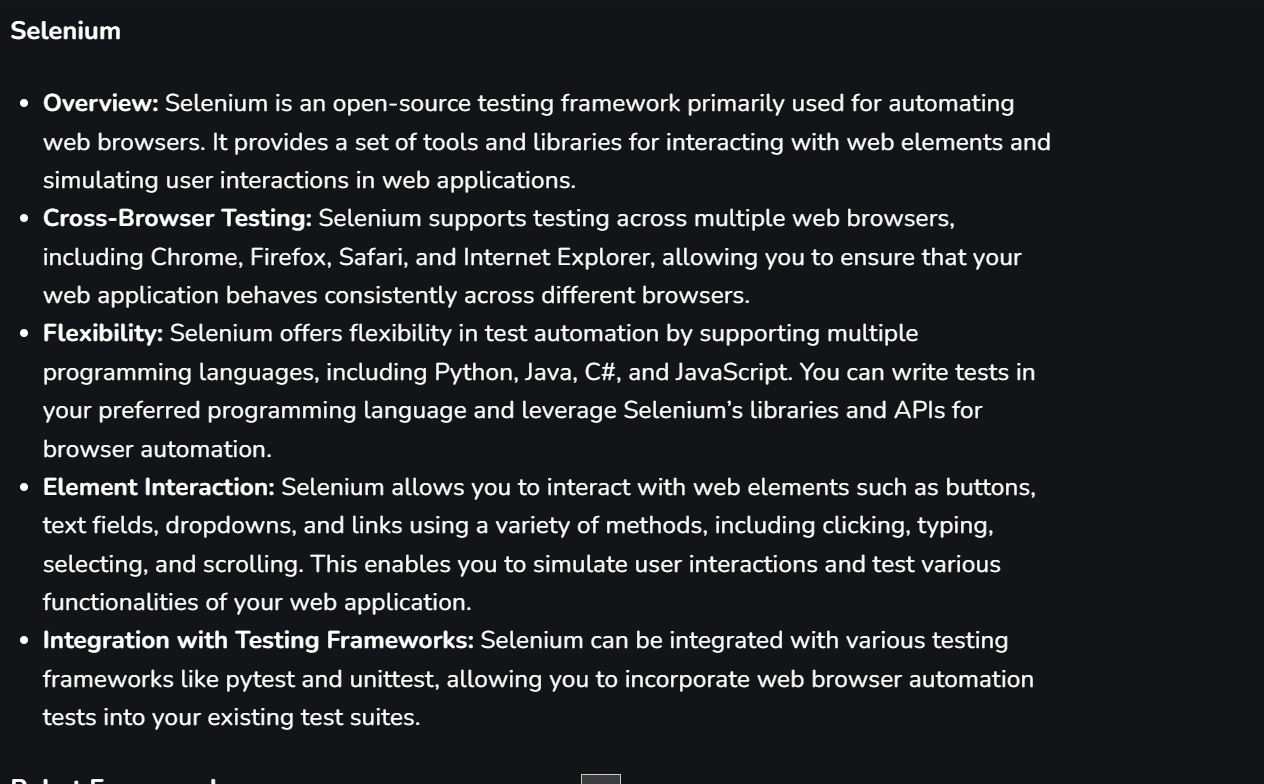 Selenium
Overview: Selenium is an open-source testing framework primarily used for automating
web browsers. It provides a set of tools and libraries for interacting with web elements and
simulating user interactions in web applications.
Cross-Browser Testing: Selenium supports testing across multiple web browsers,
including Chrome, Firefox, Safari, and Internet Explorer, allowing you to ensure that your
web application behaves consistently across different browsers.
Flexibility: Selenium offers flexibility in test automation by supporting multiple
programming languages, including Python, Java, C#, and JavaScript. You can write tests in
your preferred programming language and leverage Selenium’s libraries and APIs for
browser automation.
Element Interaction: Selenium allows you to interact with web elements such as buttons,
text fields, dropdowns, and links using a variety of methods, including clicking, typing,
selecting, and scrolling. This enables you to simulate user interactions and test various
functionalities of your web application.
Integration with Testing Frameworks: Selenium can be integrated with various testing
frameworks like pytest and unittest, allowing you to incorporate web browser automation
tests into your existing test suites.